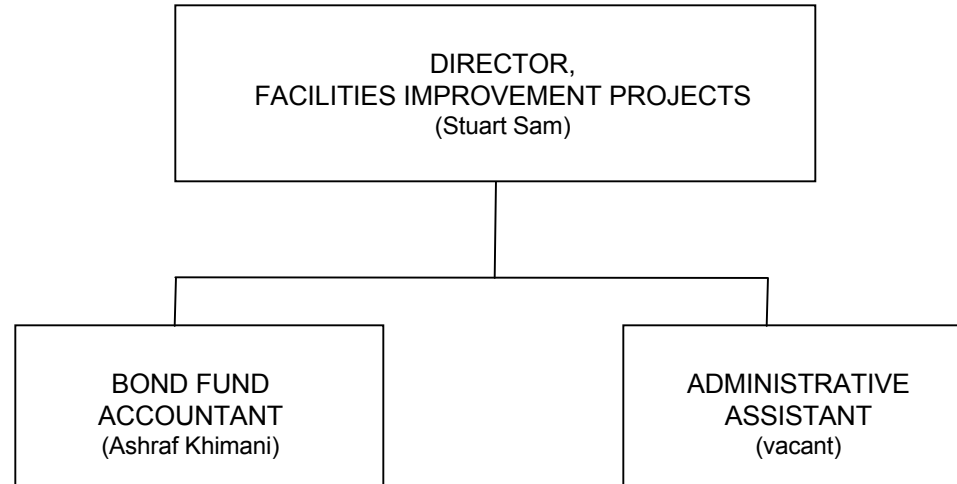 DIRECTOR,
FACILITIES IMPROVEMENT PROJECTS
(Stuart Sam)
BOND FUND
ACCOUNTANT
(Ashraf Khimani)
ADMINISTRATIVE
ASSISTANT
(vacant)